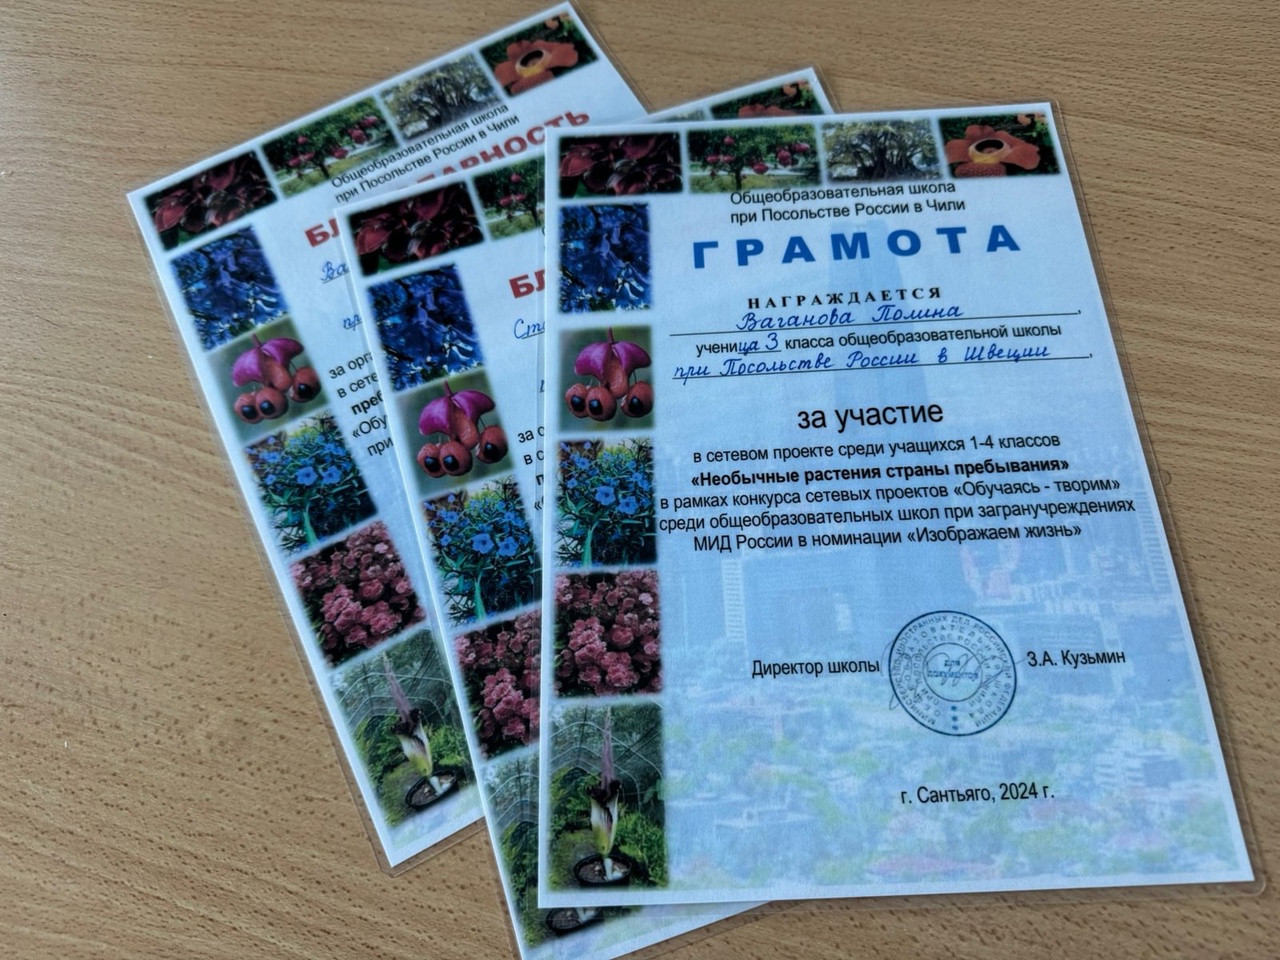 Общеобразовательная школа
при Посольстве России в Чили
ГРАМОТА
НАГРАЖДАЕТСЯ
Ваганова Полина,
ученица 3 класса общеобразовательной школы
при Посольстве России в Швеции,
за участие
в сетевом проекте среди учащихся 1-4 классов
«Необычные растения страны пребывания»
в рамках конкурса сетевых проектов «Обучаясь - творим»
среди общеобразовательных школ при загранучреждениях
МИД России в номинации «Изображаем жизнь»
Директор школы
для
документов
З.А. Кузьмин
г. Сантьяго, 2024 г.
Общеобразовательная школа
при Посольстве России в Чили